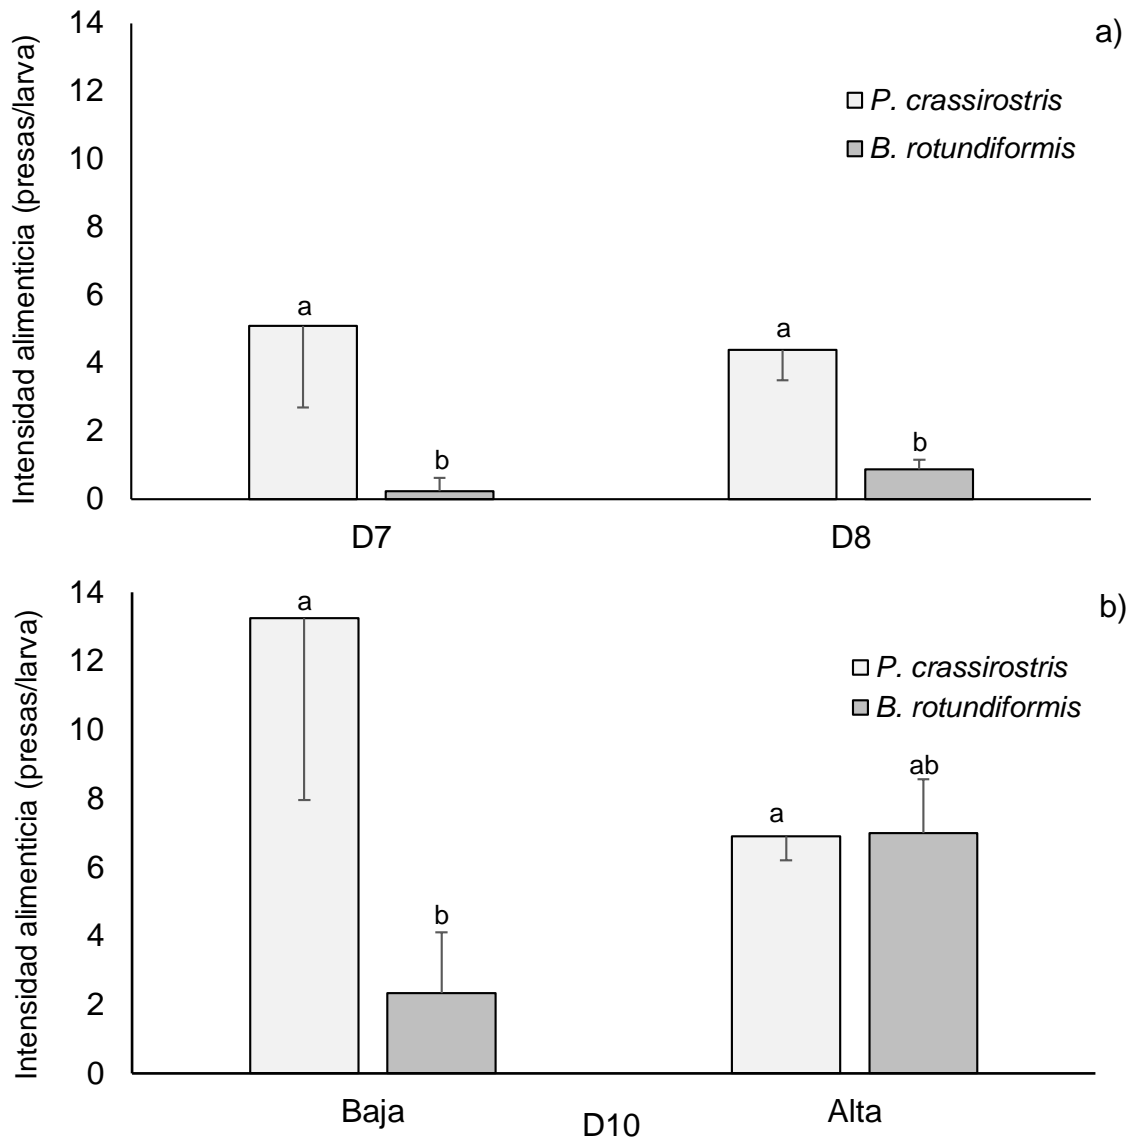 Intensidad alimenticia (presas/larva)
14
12
10
8
6
4
2
0
a)
P. crassirostris
B. rotundiformis
a
b
a
b
D7
D8
Intensidad alimenticia (presas/larva)
14
12
10
8
6
4
2
0
b)
P. crassirostris
B. rotundiformis
a
b
a
ab
Baja
Alta
D10